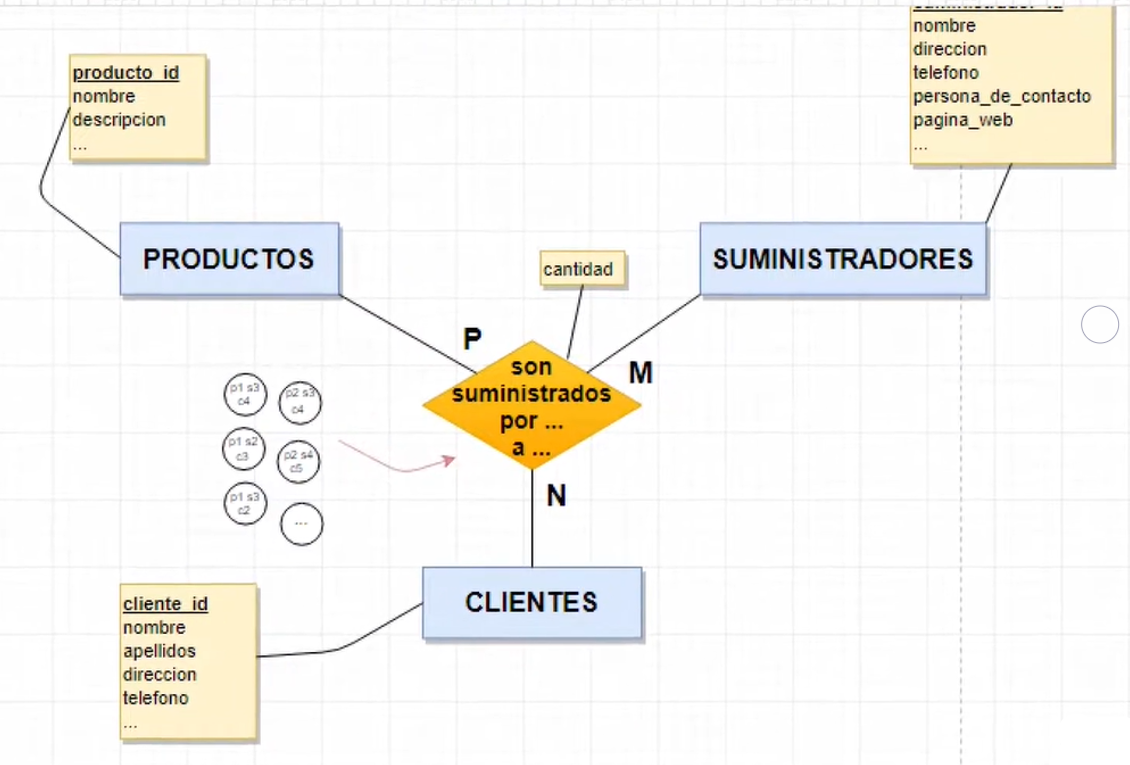 suministrador_id
nombre
direccion
telefono
persona_de_contacto
pagina_web
...
producto_id
nombre
descripcion
...
PRODUCTOS
SUMINISTRADORES
cantidad
P
M
son
suministrados
por ...
a ...
N
p1 s3
c4
p2 s3
c4
p1 s2
c3
p2 s4
c5
p1 s3
c2
...
CLIENTES
cliente_id
nombre
apellidos
direccion
telefono
...